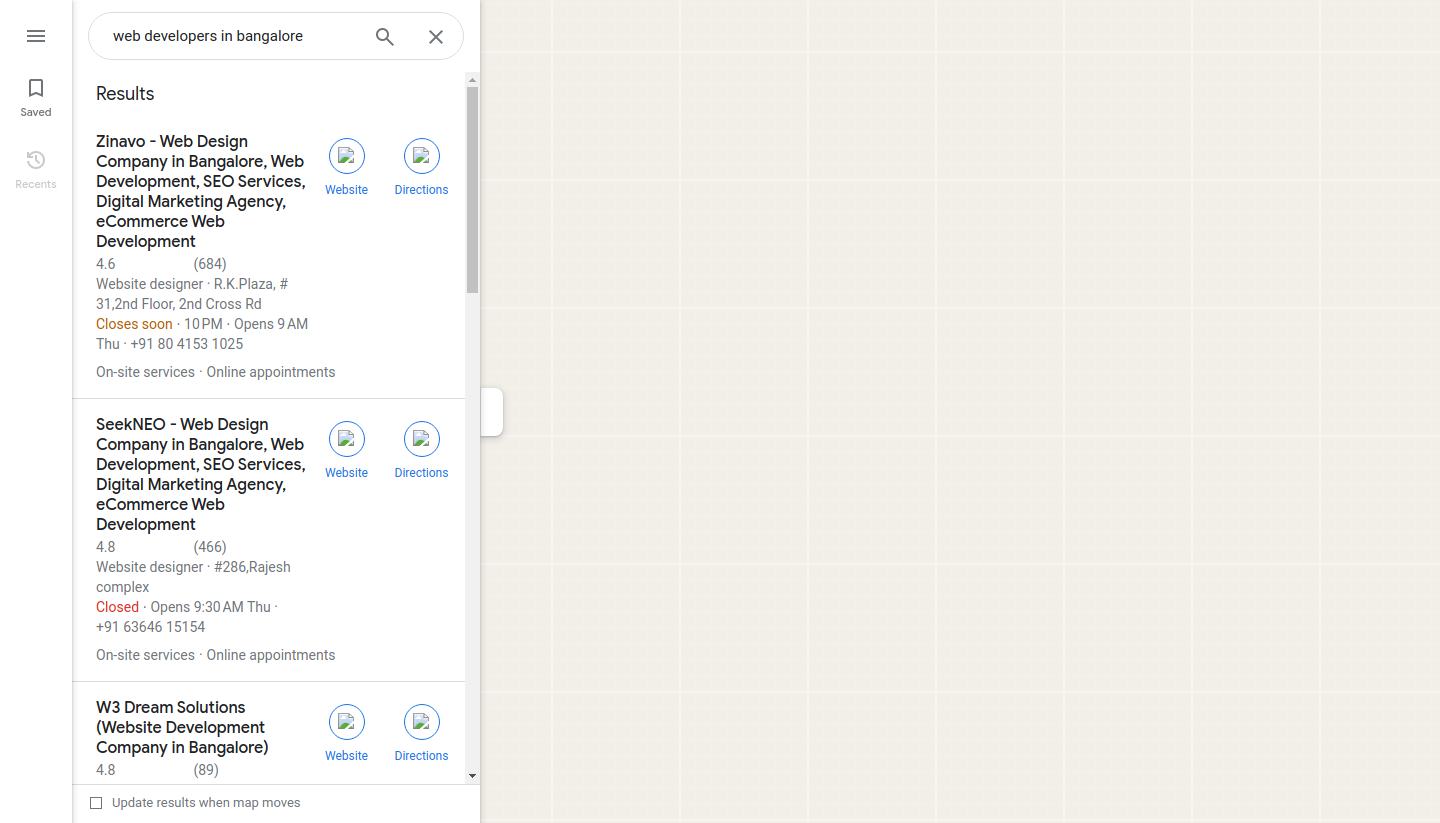 web developers in bangalore
Saved
Recents
Results
Zinavo - Web Design
Company in Bangalore, Web
Development, SEO Services,
Digital Marketing Agency,
eCommerce Web
Development
Website
Directions
4.6 (684)
Website designer · R.K.Plaza, #
31,2nd Floor, 2nd Cross Rd
Closes soon · 10 PM · Opens 9 AM
Thu · +91 80 4153 1025
On-site services · Online appointments
SeekNEO - Web Design
Company in Bangalore, Web
Development, SEO Services,
Digital Marketing Agency,
eCommerce Web
Development
Website
Directions
4.8 (466)
Website designer · #286,Rajesh
complex
Closed · Opens 9:30 AM Thu ·
+91 63646 15154
On-site services · Online appointments
W3 Dream Solutions
(Website Development
Company in Bangalore)
Website
Directions
4.8 (89)
Update results when map moves